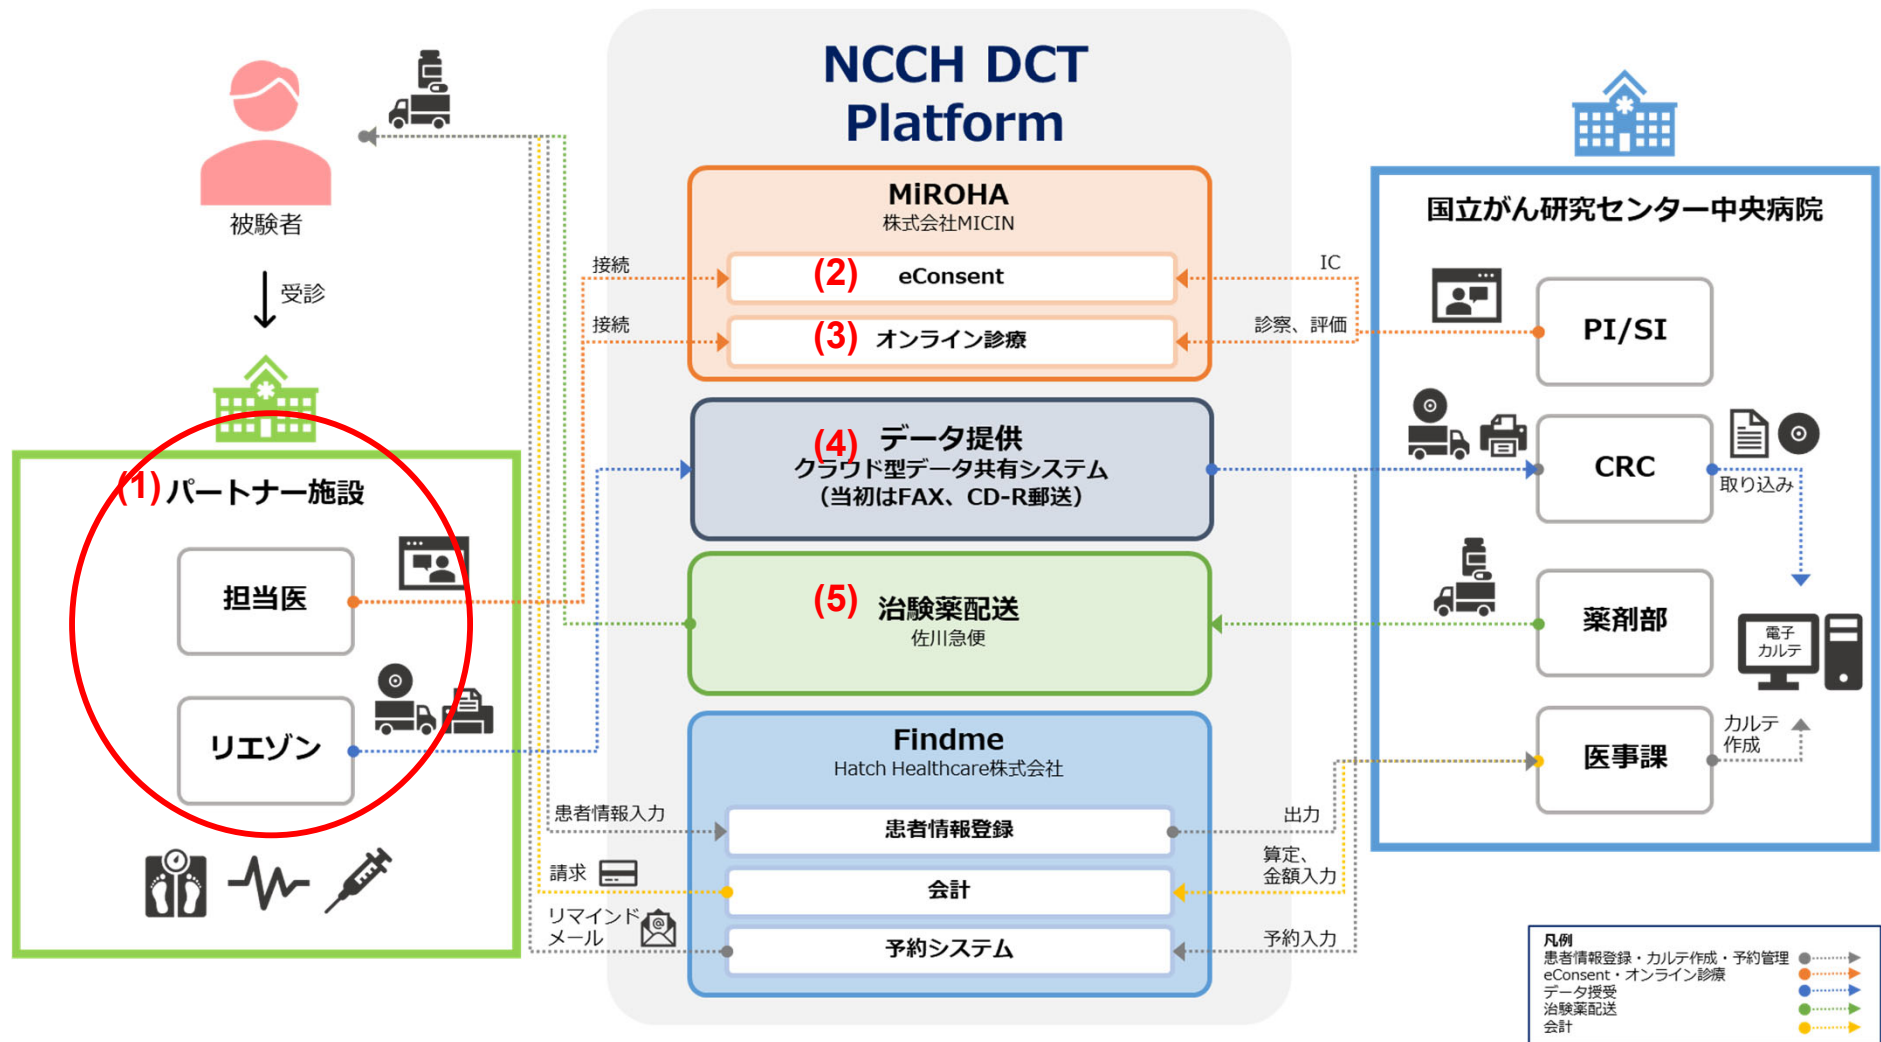 NCCH DCT
Platform
被験者
受診
MiROHA
株式会社MICIN
接続
(2)
eConsent
IC
接続
(3)
オンライン診療
診察、評価
国立がん研究センター中央病院
PI/SI
(1)
パートナー施設
担当医
リエゾン
(4)
データ提供
クラウド型データ共有システム
(当初はFAX、CD-R郵送)
CRC
取り込み
(5)
治験薬配送
佐川急便
薬剤部
電子
カルテ
Findme
Hatch Healthcare株式会社
医事課
カルテ
作成
患者情報入力
患者情報登録
出力
請求
会計
算定、
金額入力
リマインド
メール
@
予約システム
予約入力
凡例
患者情報登録・カルテ作成・予約管理
eConsent・オンライン診療
データ授受
治験薬配送
会計